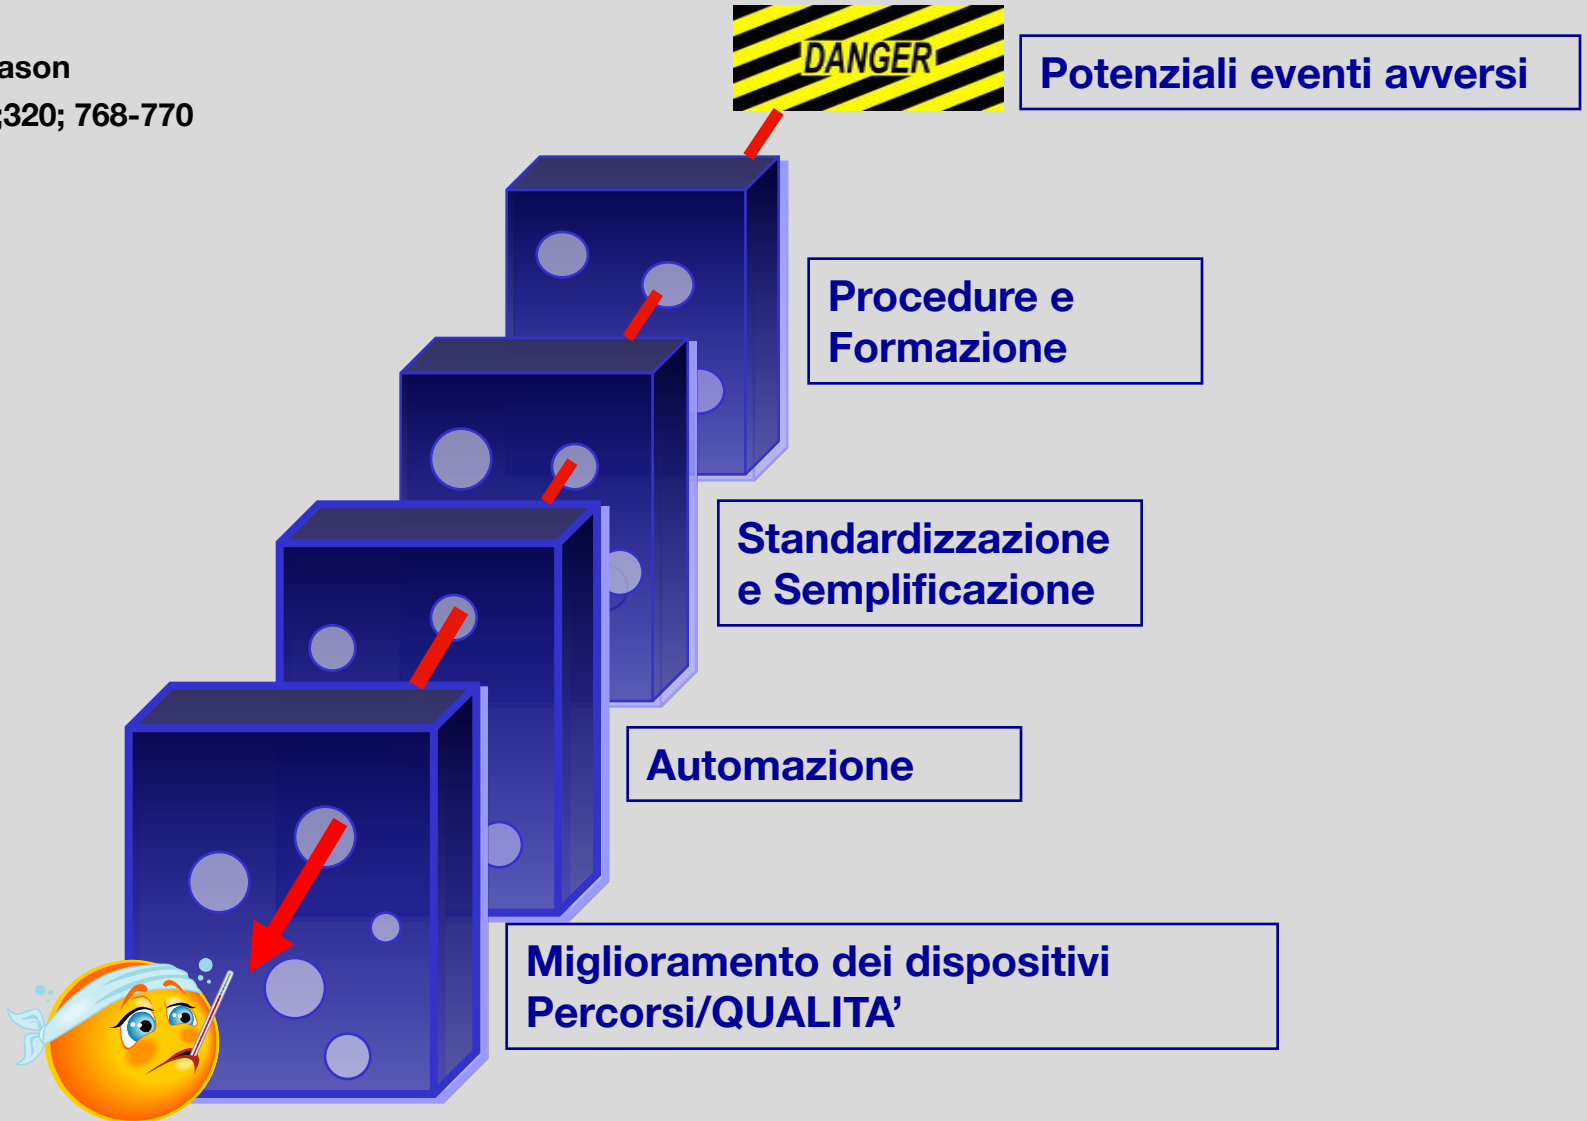 ason
;320; 768-770
DANGER
Potenziali eventi avversi
Procedure e
Formazione
Standardizzazione
e Semplificazione
Automazione
Miglioramento dei dispositivi
Percorsi/QUALITA’